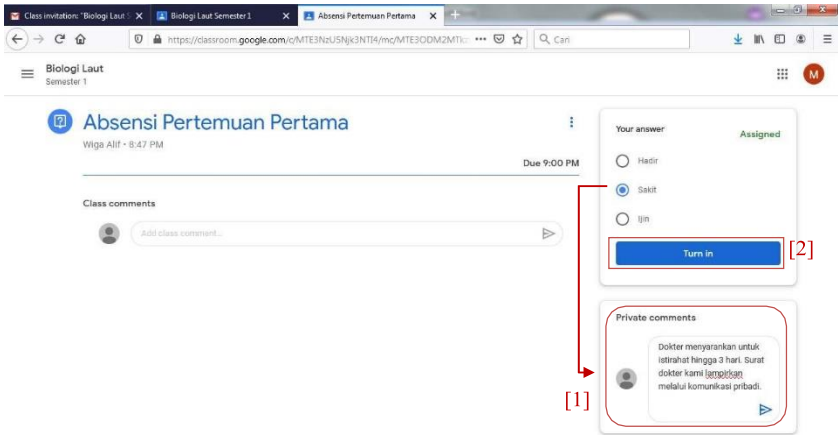 Class invitation: "Biologi Laut S
Biologi Laut Semester 1
Absensi Pertemuan Pertama
https://classroom.google.com/c/
Cari
Biologi Laut
Semester 1
M
Absensi Pertemuan Pertama
Wiga Alif • 8:47 PM
Due 9:00 PM
Class comments
Add class comment...
Your answer
Assigned
Hadir
Sakit
Ijin
Turn in
[2]
Private comments
Dokter menyarankan untuk
istirahat hingga 3 hari. Surat
dokter kami lampirkan
melalui komunikasi pribadi.
[1]